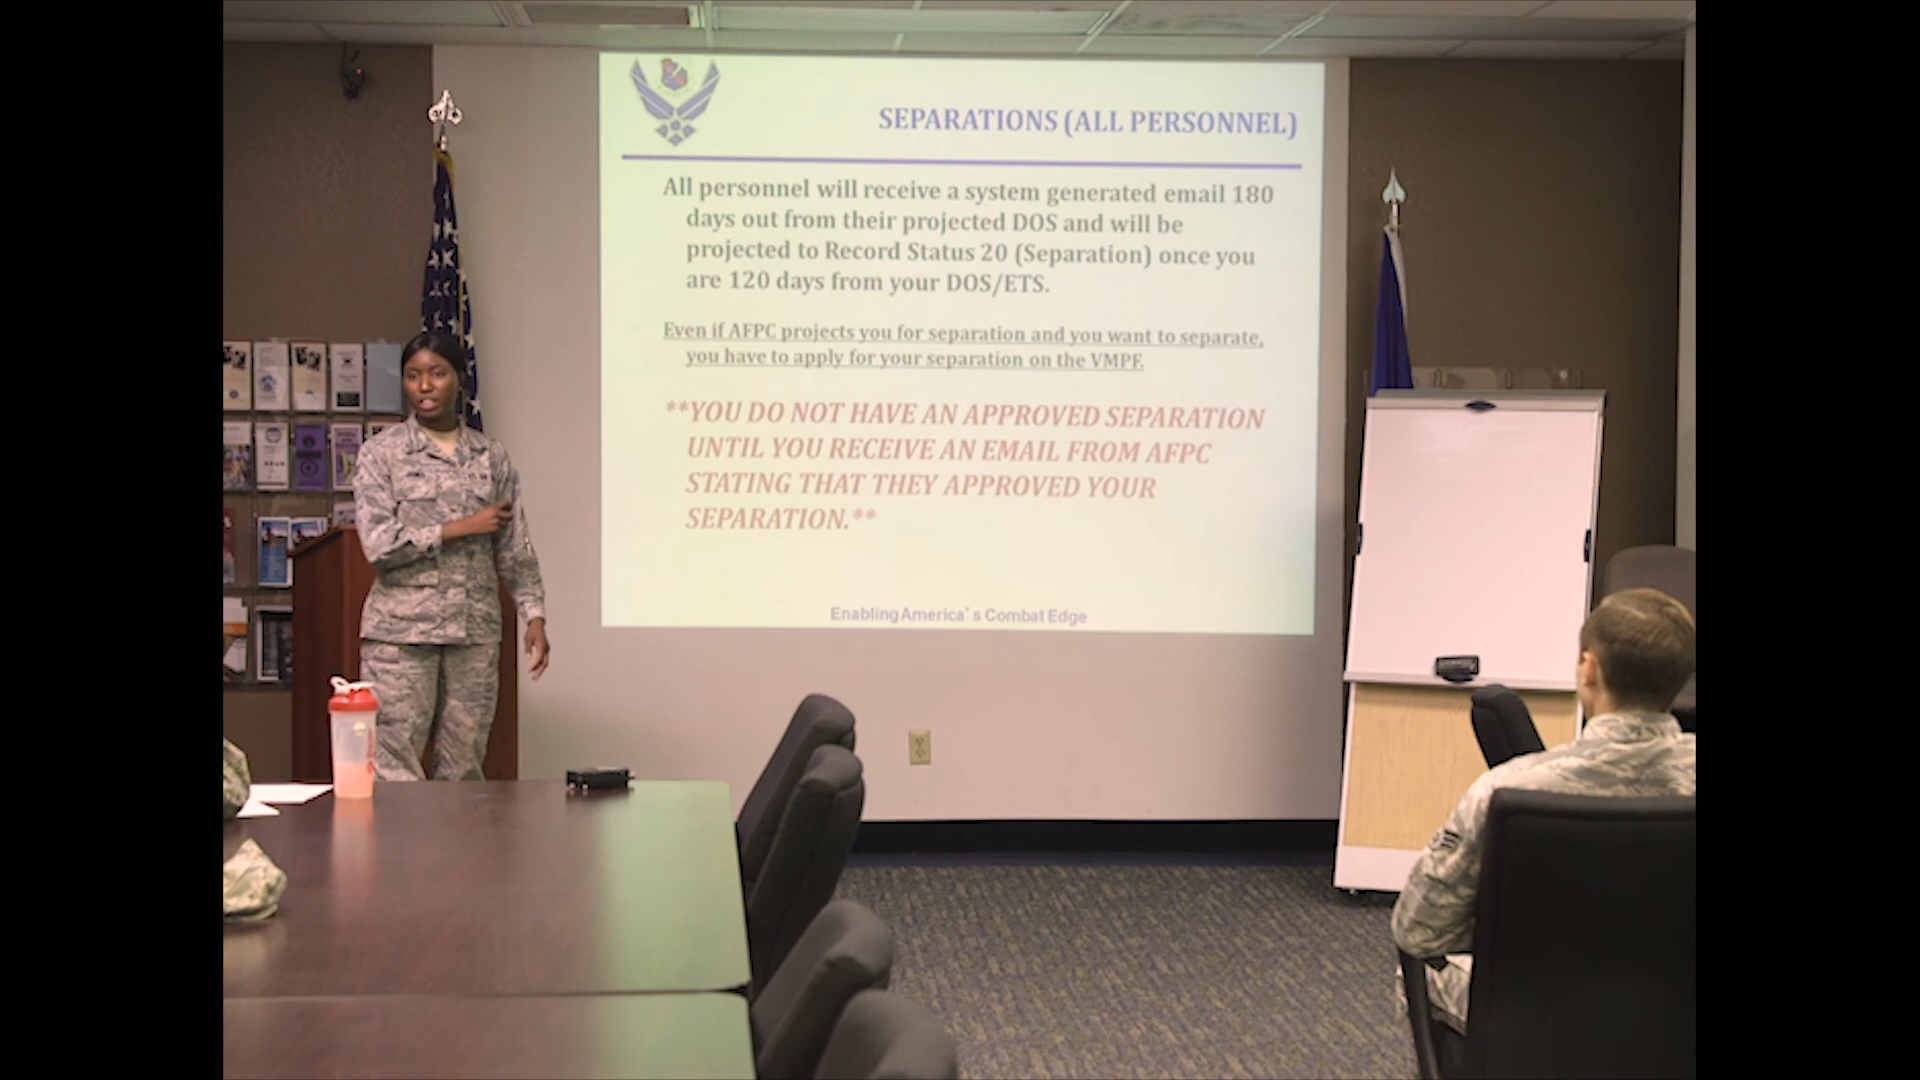 SEPARATIONS (ALL PERSONNEL)
All personnel will receive a system generated email 180
days out from their projected DOS and will be
projected to Record Status 20 (Separation) once you
are 120 days from your DOS/ETS.
Even if AFPC projects you for separation and you want to separate,
you have to apply for your separation on the VMPF.
**YOU DO NOT HAVE AN APPROVED SEPARATION
UNTIL YOU RECEIVE AN EMAIL FROM AFPC
STATING THAT THEY APPROVED YOUR
SEPARATION.**
Enabling America's Combat Edge